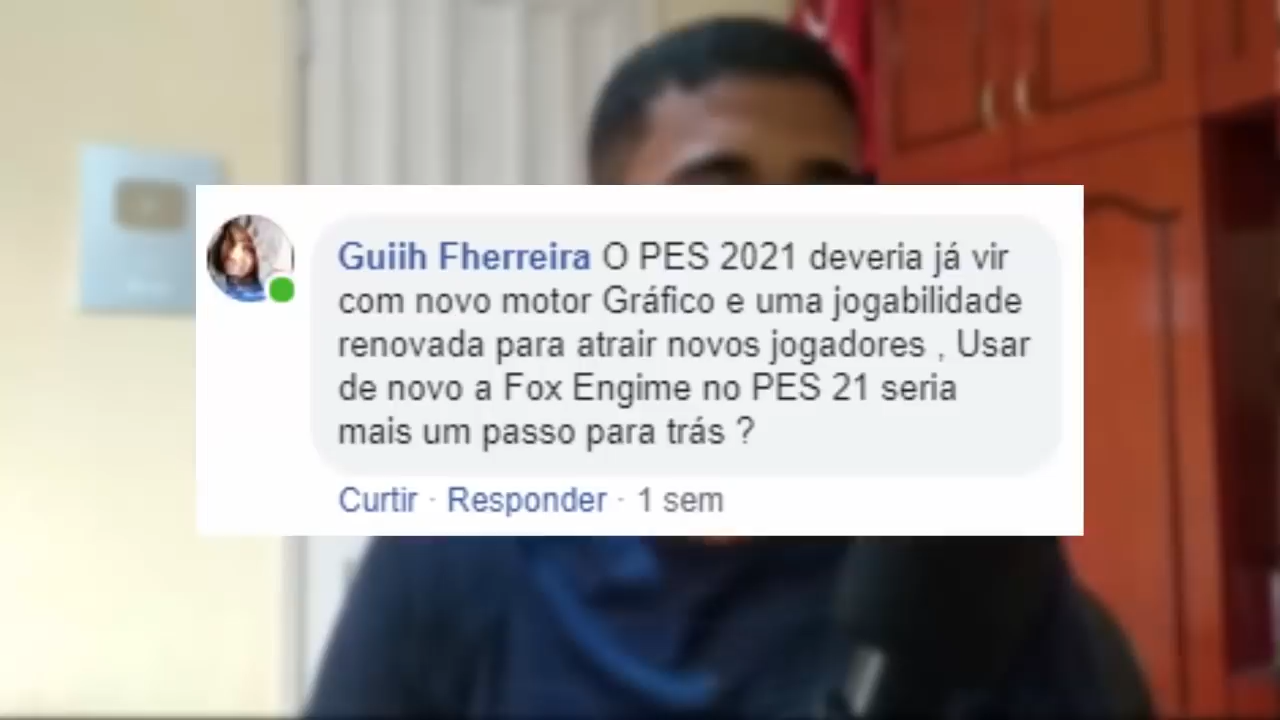 Guiih Fherreira O PES 2021 deveria já vir
com novo motor Gráfico e uma jogabilidade
renovada para atrair novos jogadores , Usar
de novo a Fox Engime no PES 21 seria
mais um passo para trás ?
Curtir · Responder · 1 sem